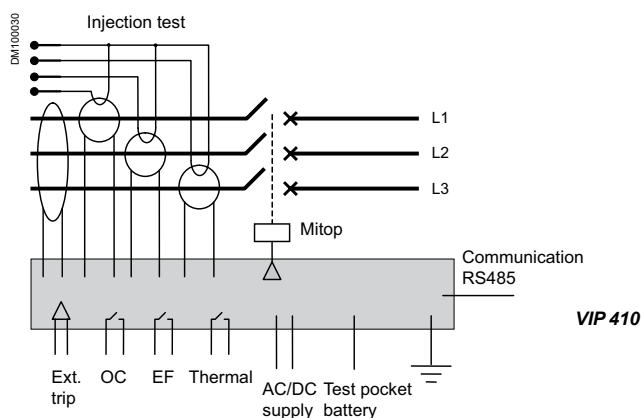 Injection test
DM100030
L1
L2
L3
Mitop
Communication
RS485
VIP 410
Ext.
trip
OC
EF
Thermal
AC/DC
supply
Test pocket
battery